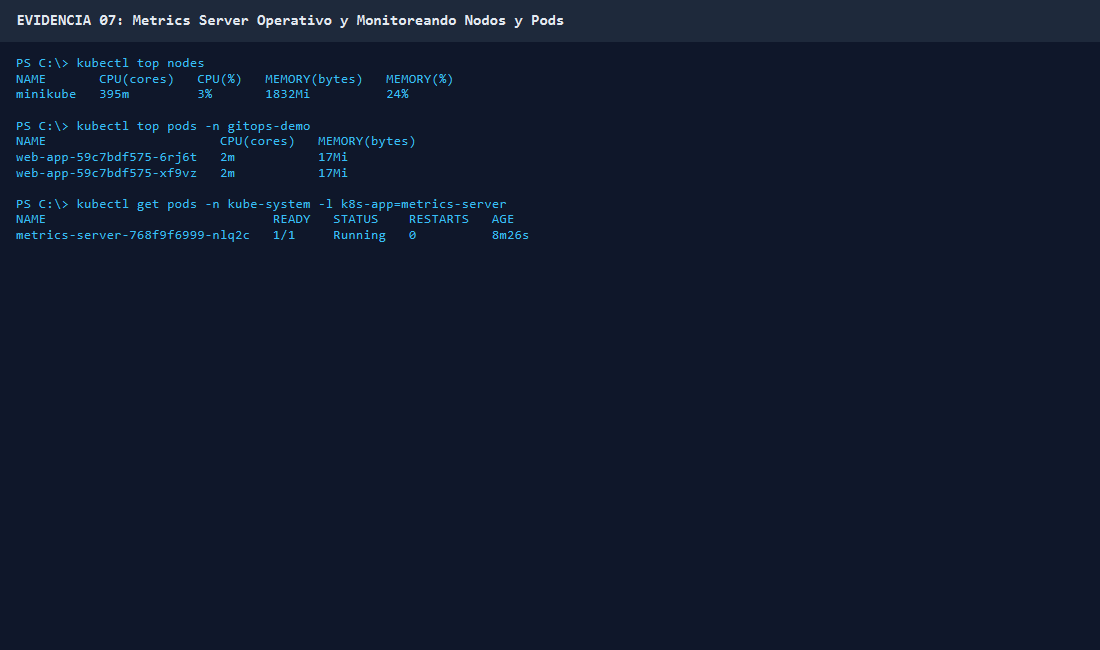 EVIDENCIA 07: Metrics Server Operativo y Monitoreando Nodos y Pods
PS C:\> kubectl top nodes
NAME       CPU(cores)   CPU(%)   MEMORY(bytes)   MEMORY(%)
minikube   395m         3%       1832Mi          24%
PS C:\> kubectl top pods -n gitops-demo
NAME                       CPU(cores)   MEMORY(bytes)
web-app-59c7bdf575-6rj6t   2m           17Mi
web-app-59c7bdf575-xf9vz   2m           17Mi
PS C:\> kubectl get pods -n kube-system -l k8s-app=metrics-server
NAME                              READY   STATUS    RESTARTS   AGE
metrics-server-768f9f6999-nlq2c   1/1     Running   0          8m26s